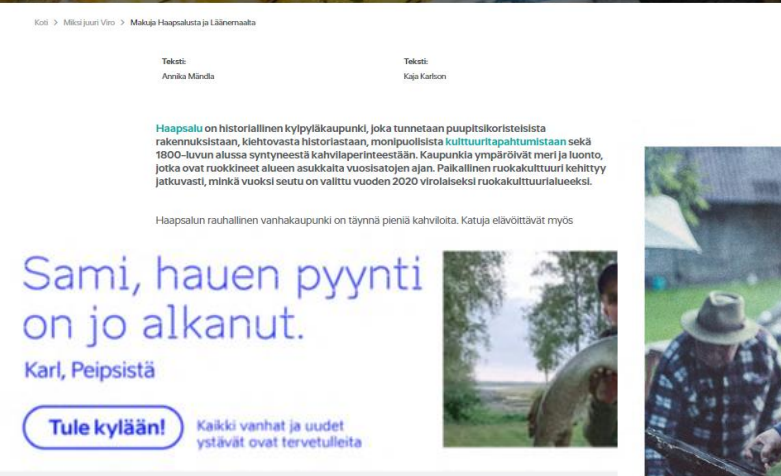 Koti > Miksi juuri Viro > Makuja Haapsalusta ja Läänemaalta
Teksti:
Annika Mändla
Teksti:
Kaja Karlson
Haapsalu on historiallinen kylpyläkaupunki, joka tunnetaan puupitsikoristeisista
rakennuksistaan, kiehtovasta historiastaan, monipuolisista kulttuuritapahtumistaan sekä
1800-luvun alussa syntyneestä kahvilaperinteestään. Kaupunkia ympäröivät meri ja luonto,
jotka ovat ruokkineet alueen asukkaita vuosisatojen ajan. Paikallinen ruokakulttuuri kehittyy
jatkuvasti, minkä vuoksi seutu on valittu vuoden 2020 virolaiseksi ruokakulttuurialueeksi.
Haapsalun rauhallinen vanhakaupunki on täynnä pieniä kahviloita. Katuja elävöittävät myös
Sami, hauen pyynti
on jo alkanut.
Karl, Peipsistä
Tule kylään!
Kaikki vanhat ja uudet
ystävät ovat tervetulleita